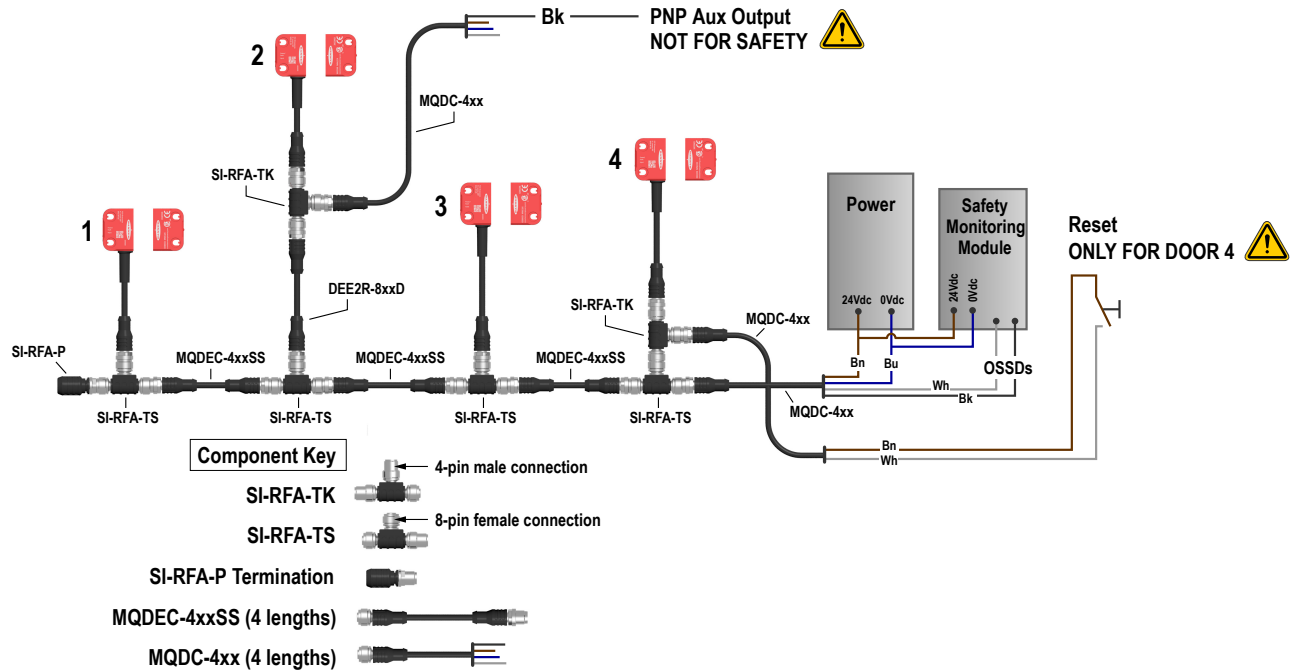 Bk
PNP Aux Output
NOT FOR SAFETY
2
MQDC-4xx
SI-RFA-TK
4
3
1
Power
24Vdc
0Vdc
Safety
Monitoring
Module
24Vdc
0Vdc
Reset
ONLY FOR DOOR 4
DEE2R-8xxD
SI-RFA-TK
MQDC-4xx
SI-RFA-P
MQDEC-4xxSS
MQDEC-4xxSS
MQDEC-4xxSS
Bn
Bu
OSSDs
Wh
Bk
MQDC-4xx
SI-RFA-TS
SI-RFA-TS
SI-RFA-TS
SI-RFA-TS
Bn
Wh
Component Key
4-pin male connection
SI-RFA-TK
8-pin female connection
SI-RFA-TS
SI-RFA-P Termination
MQDEC-4xxSS (4 lengths)
MQDC-4xx (4 lengths)